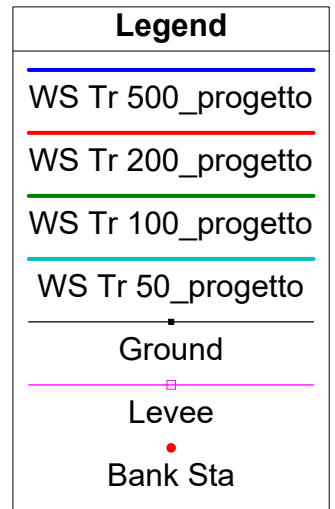 Legend
WS Tr 500_progetto
WS Tr 200_progetto
WS Tr 100_progetto
WS Tr 50_progetto
Ground
Levee
Bank Sta